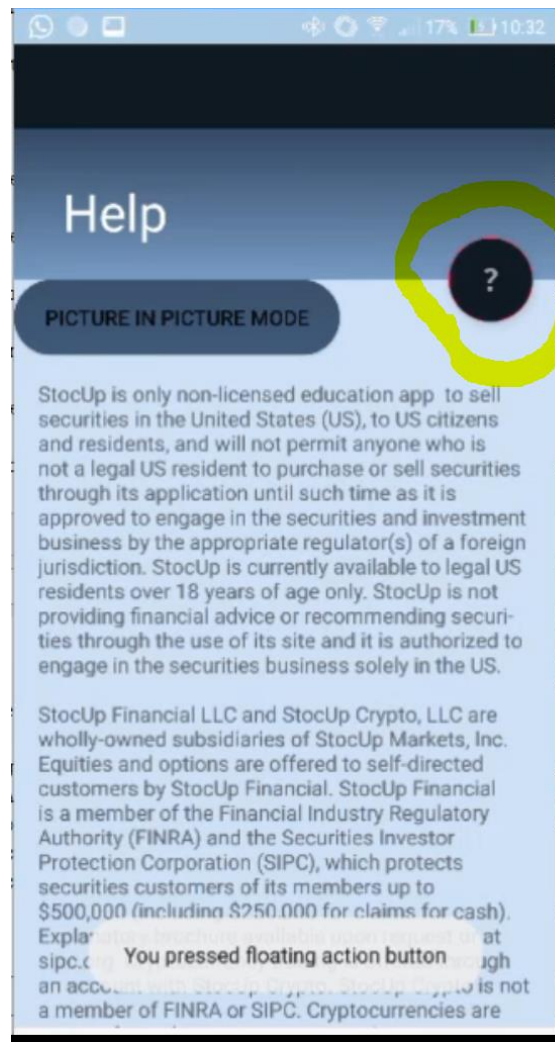 17% 10:32
Help
?
PICTURE IN PICTURE MODE
StocUp is only non-licensed education app to sell
securities in the United States (US), to US citizens
and residents, and will not permit anyone who is
not a legal US resident to purchase or sell securities
through its application until such time as it is
approved to engage in the securities and investment
business by the appropriate regulator(s) of a foreign
jurisdiction. StocUp is currently available to legal US
residents over 18 years of age only. StocUp is not
providing financial advice or recommending securi-
ties through the use of its site and it is authorized to
engage in the securities business solely in the US.
StocUp Financial LLC and StocUp Crypto, LLC are
wholly-owned subsidiaries of StocUp Markets, Inc.
Equities and options are offered to self-directed
customers by StocUp Financial. StocUp Financial
is a member of the Financial Industry Regulatory
Authority (FINRA) and the Securities Investor
Protection Corporation (SIPC), which protects
securities customers of its members up to
$500,000 (including $250,000 for claims for cash).
at
You pressed floating action button
an account with StocUp Crypto. StocUp Crypto is not
a member of FINRA or SIPC. Cryptocurrencies are